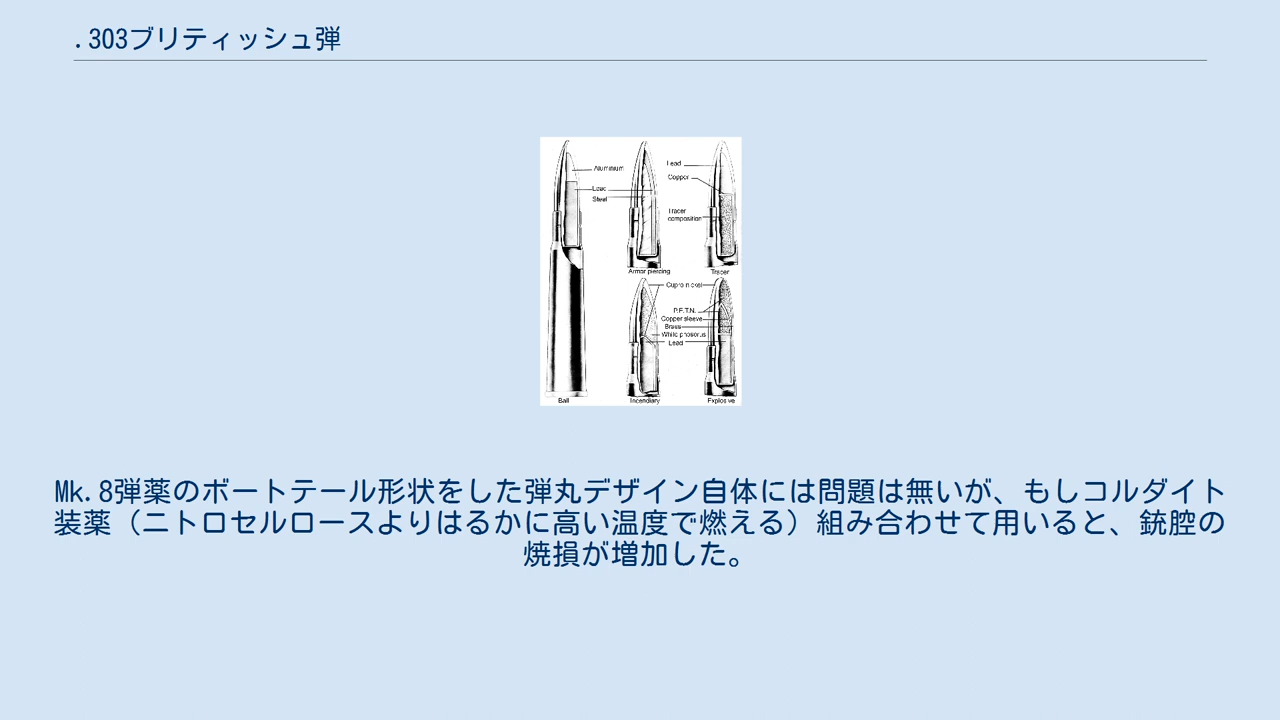 .303ブリティッシュ弾
Aluminium
Lead
Steel
Lead
Copper
Tracer
composition
Armor piercing
Tracer
Cupro nickel
P.E.T.N.
Copper sleeve
Brass
White phosorus
Lead
Ball
Incendiary
Explosive
Mk.8弾薬のボートテール形状をした弾丸デザイン自体には問題は無いが、もしコルダイト
装薬（ニトロセルロースよりはるかに高い温度で燃える）組み合わせて用いると、銃腔の
焼損が増加した。